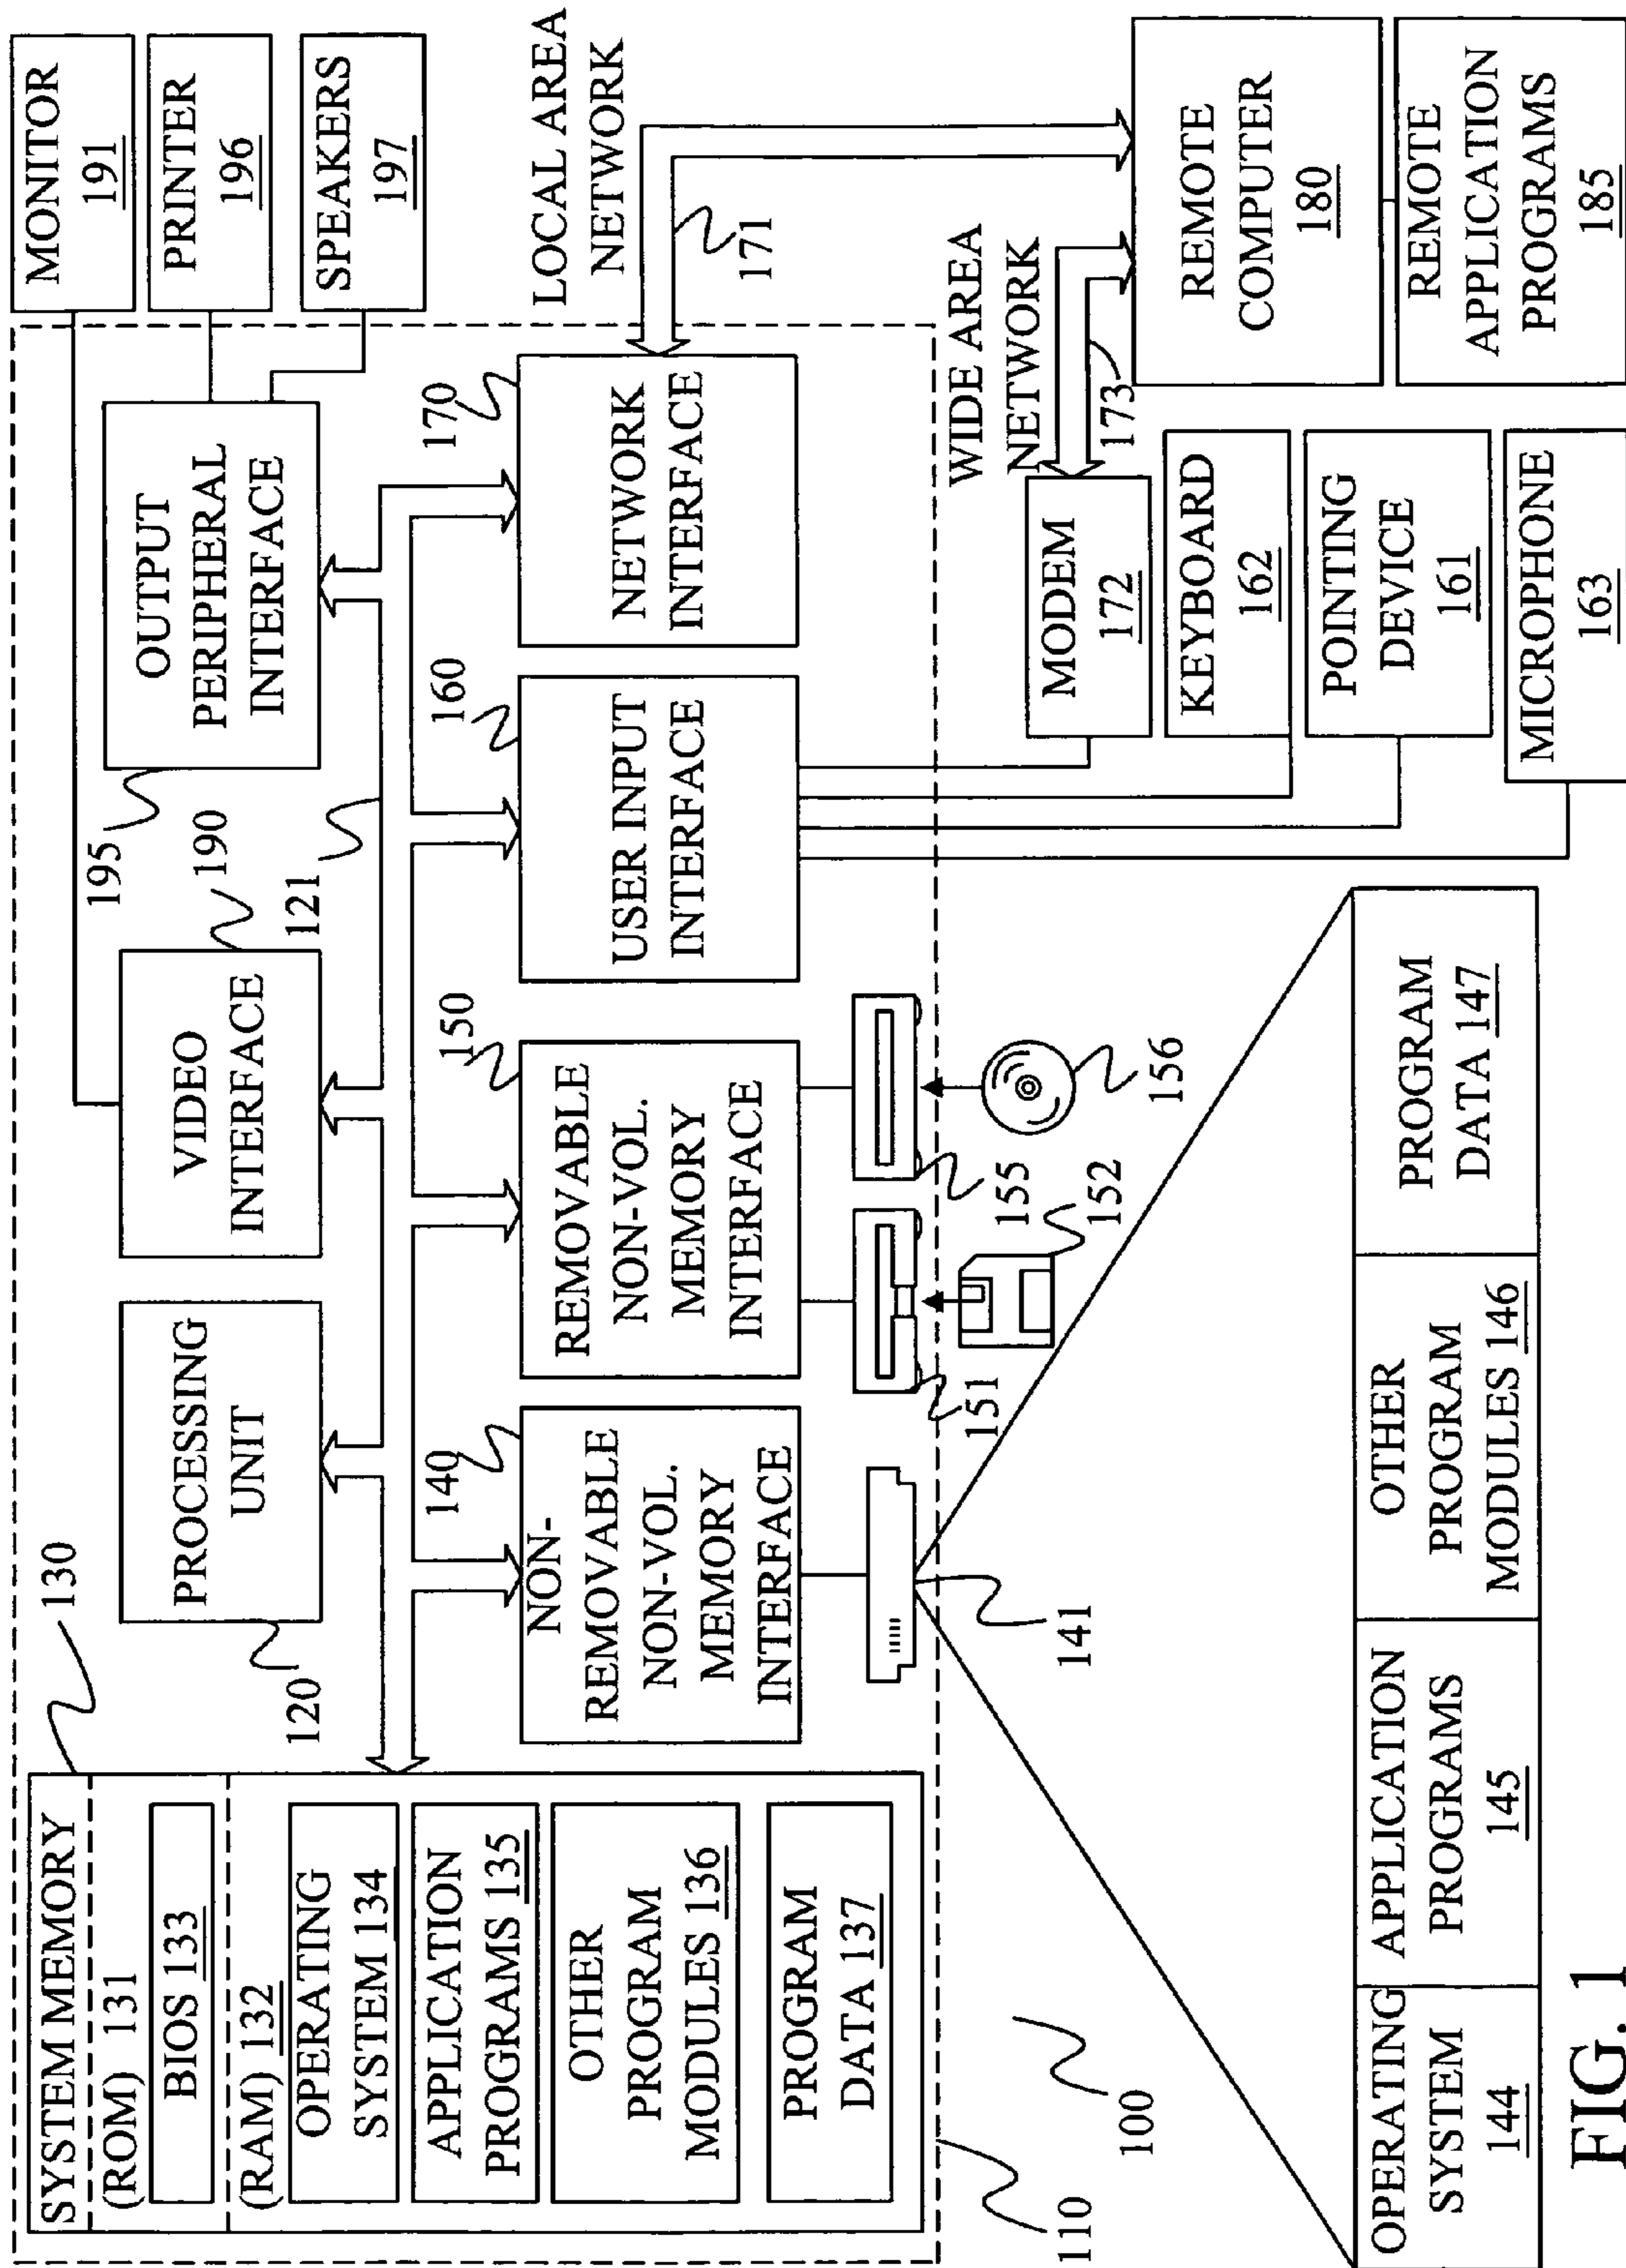 SYSTEM MEMORY
(ROM) 131
BIOS 133
(RAM) 132
OPERATING
SYSTEM 134
APPLICATION
PROGRAMS 135
OTHER
PROGRAM
MODULES 136
PROGRAM
DATA 137
130
PROCESSING
UNIT
120
VIDEO
INTERFACE
190
OUTPUT
PERIPHERAL
INTERFACE
195
121
MONITOR
191
PRINTER
196
SPEAKERS
197
140
NON-
REMOVABLE
NON-VOL.
MEMORY
INTERFACE
150
REMOVABLE
NON-VOL.
MEMORY
INTERFACE
160
USER INPUT
INTERFACE
170
NETWORK
INTERFACE
LOCAL AREA
NETWORK
171
141
151
152
155
156
WIDE AREA
NETWORK
173
MODEM
172
KEYBOARD
162
POINTING
DEVICE
161
MICROPHONE
163
REMOTE
COMPUTER
180
REMOTE
APPLICATION
PROGRAMS
185
110
100
OPERATING
SYSTEM
144
APPLICATION
PROGRAMS
145
OTHER
PROGRAM
MODULES 146
PROGRAM
DATA 147
FIG. 1